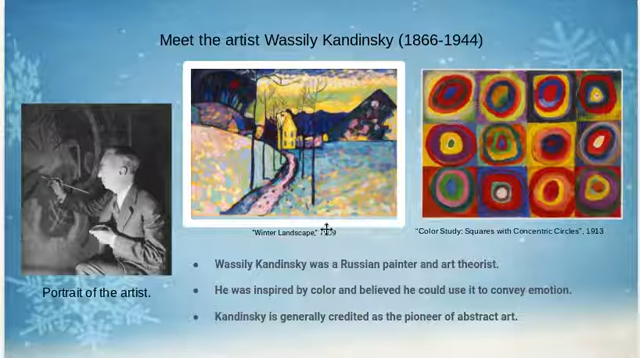 Meet the artist Wassily Kandinsky (1866-1944)
"Winter Landscape,"
"Color Study: Squares with Concentric Circles", 1913
Portrait of the artist.
• Wassily Kandinsky was a Russian painter and art theorist.
• He was inspired by color and believed he could use it to convey emotion.
• Kandinsky is generally credited as the pioneer of abstract art.